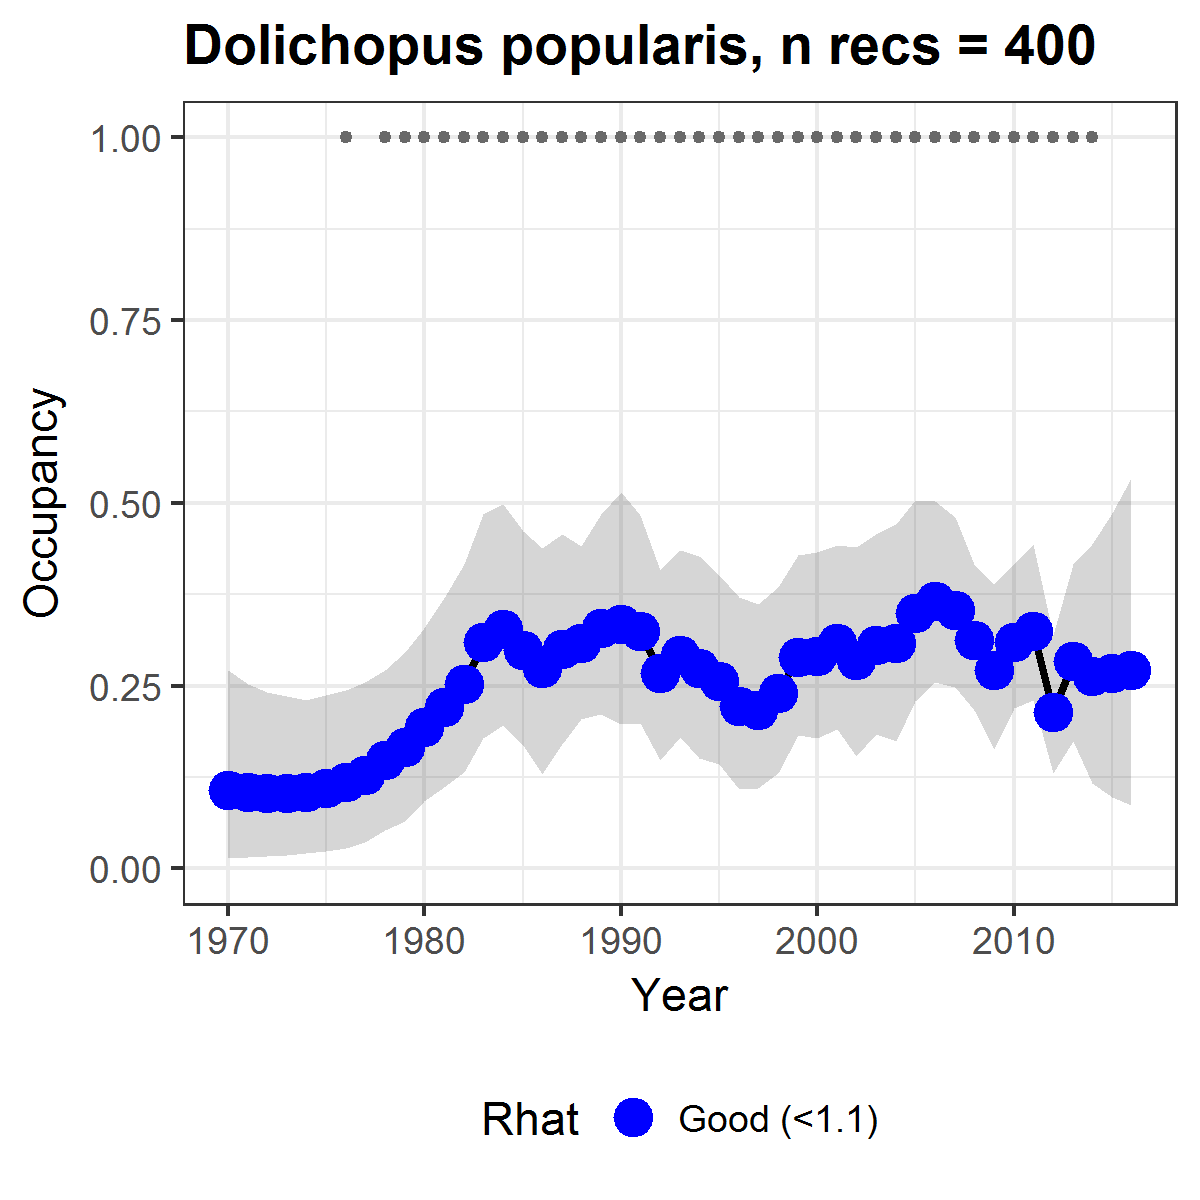 Dolichopus popularis, n recs = 400
1.00
0.75
0.50
0.25
0.00
Occupancy
1970 1980 1990 2000 2010
Year
Rhat Good (<1.1)